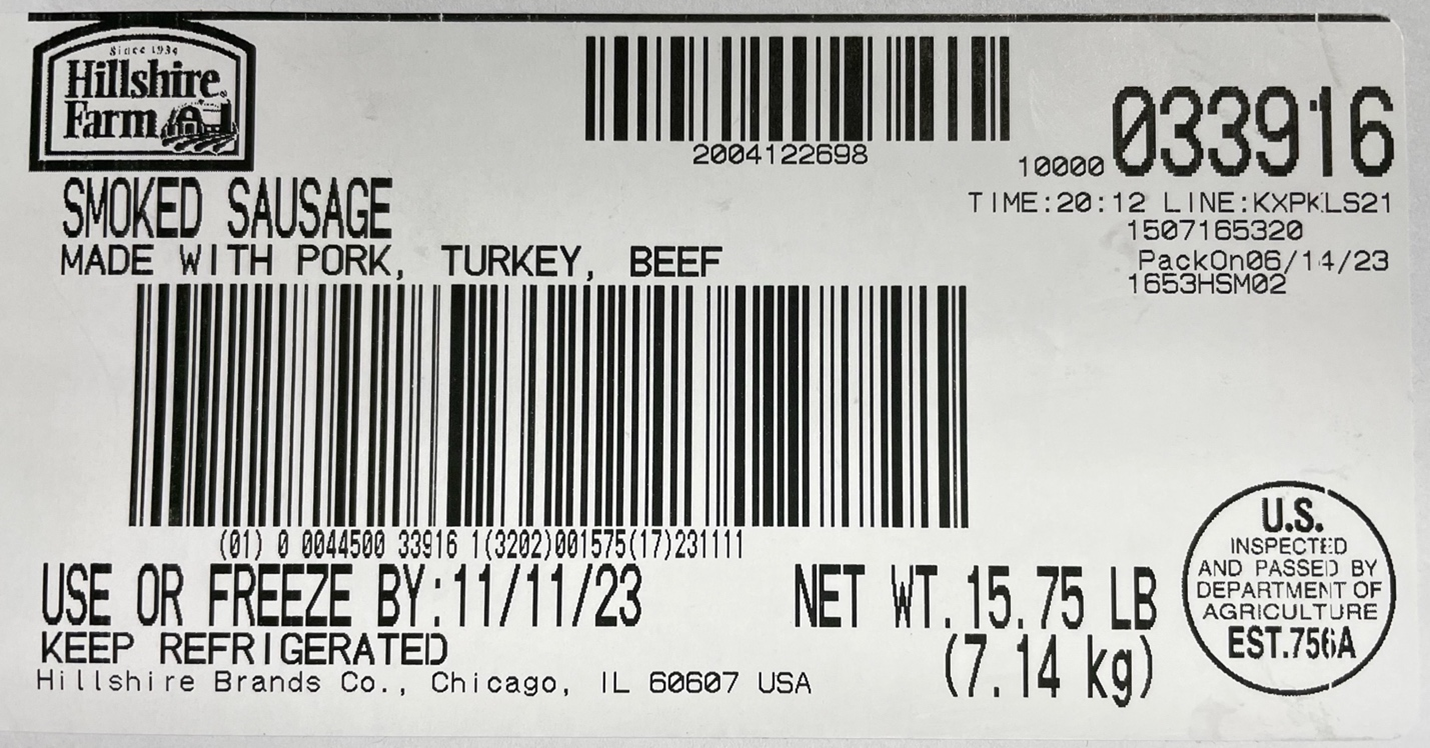 Since 1934
Hillshire®
Farm
2004122698
10000 033916
TIME:20:12 LINE:KXPKLS21
1507165320
PackOn06/14/23
1653HSM02
SMOKED SAUSAGE
MADE WITH PORK, TURKEY, BEEF
(01) 0 0044500 33916 1(3202)001575(17)231111
USE OR FREEZE BY:11/11/23
KEEP REFRIGERATED
Hillshire Brands Co., Chicago, IL 60607 USA
NET WT.15.75 LB
(7.14 kg)
U.S.
INSPECTED
AND PASSED BY
DEPARTMENT OF
AGRICULTURE
EST.756A